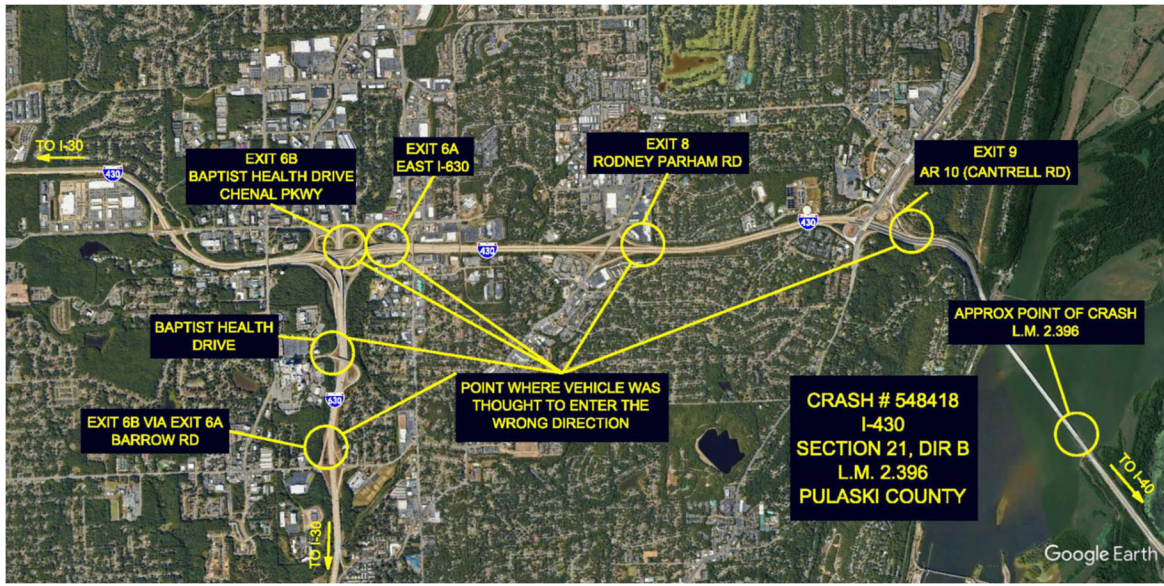 TO I-30
430
EXIT 6B
BAPTIST HEALTH DRIVE
CHENAL PKWY
EXIT 6A
EAST I-630
EXIT 8
RODNEY PARHAM RD
EXIT 9
AR 10 (CANTRELL RD)
430
430
BAPTIST HEALTH
DRIVE
APPROX POINT OF CRASH
L.M. 2.396
POINT WHERE VEHICLE WAS
THOUGHT TO ENTER THE
WRONG DIRECTION
630
EXIT 6B VIA EXIT 6A
BARROW RD
CRASH # 548418
I-430
SECTION 21, DIR B
L.M. 2.396
PULASKI COUNTY
TO I-40
TO I-30
Google Earth